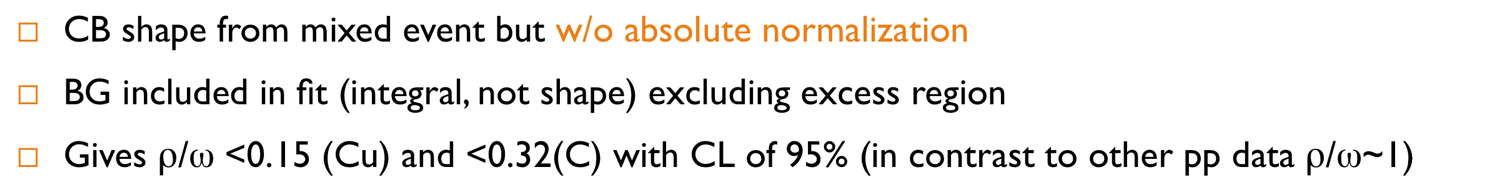 CB shape from mixed event but w/o absolute normalization
BG included in fit (integral, not shape) excluding excess region
Gives ρ/ω <0.15 (Cu) and <0.32(C) with CL of 95% (in contrast to other pp data ρ/ω~1)